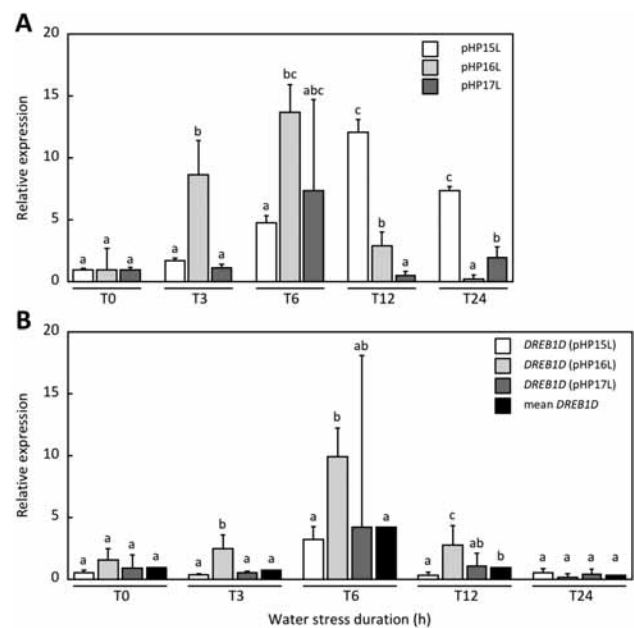 A
20
15
10
5
0
Relative expression
pHP15L
pHP16L
pHP17L
a a a
a b a
a bc abc
c b a
c a b
T0 T3 T6 T12 T24
B
20
15
10
5
0
Relative expression
DREB1D (pHP15L)
DREB1D (pHP16L)
DREB1D (pHP17L)
mean DREB1D
a a a a
a b a a
a b ab a
a c ab b
a a a a
T0 T3 T6 T12 T24
Water stress duration (h)